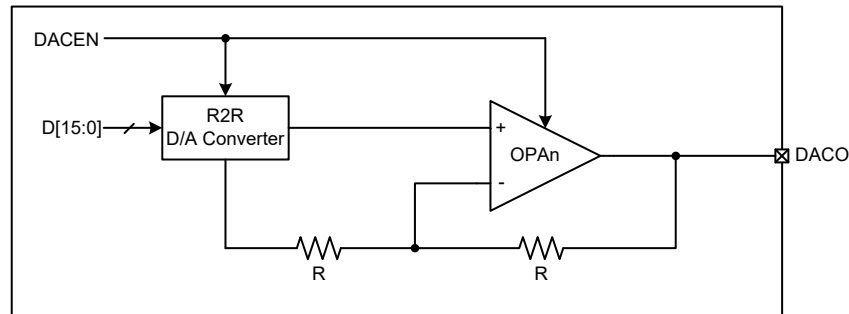 DACEN
R2R
D/A Converter
D[15:0]
+
OPAn
-
DACO
R
R